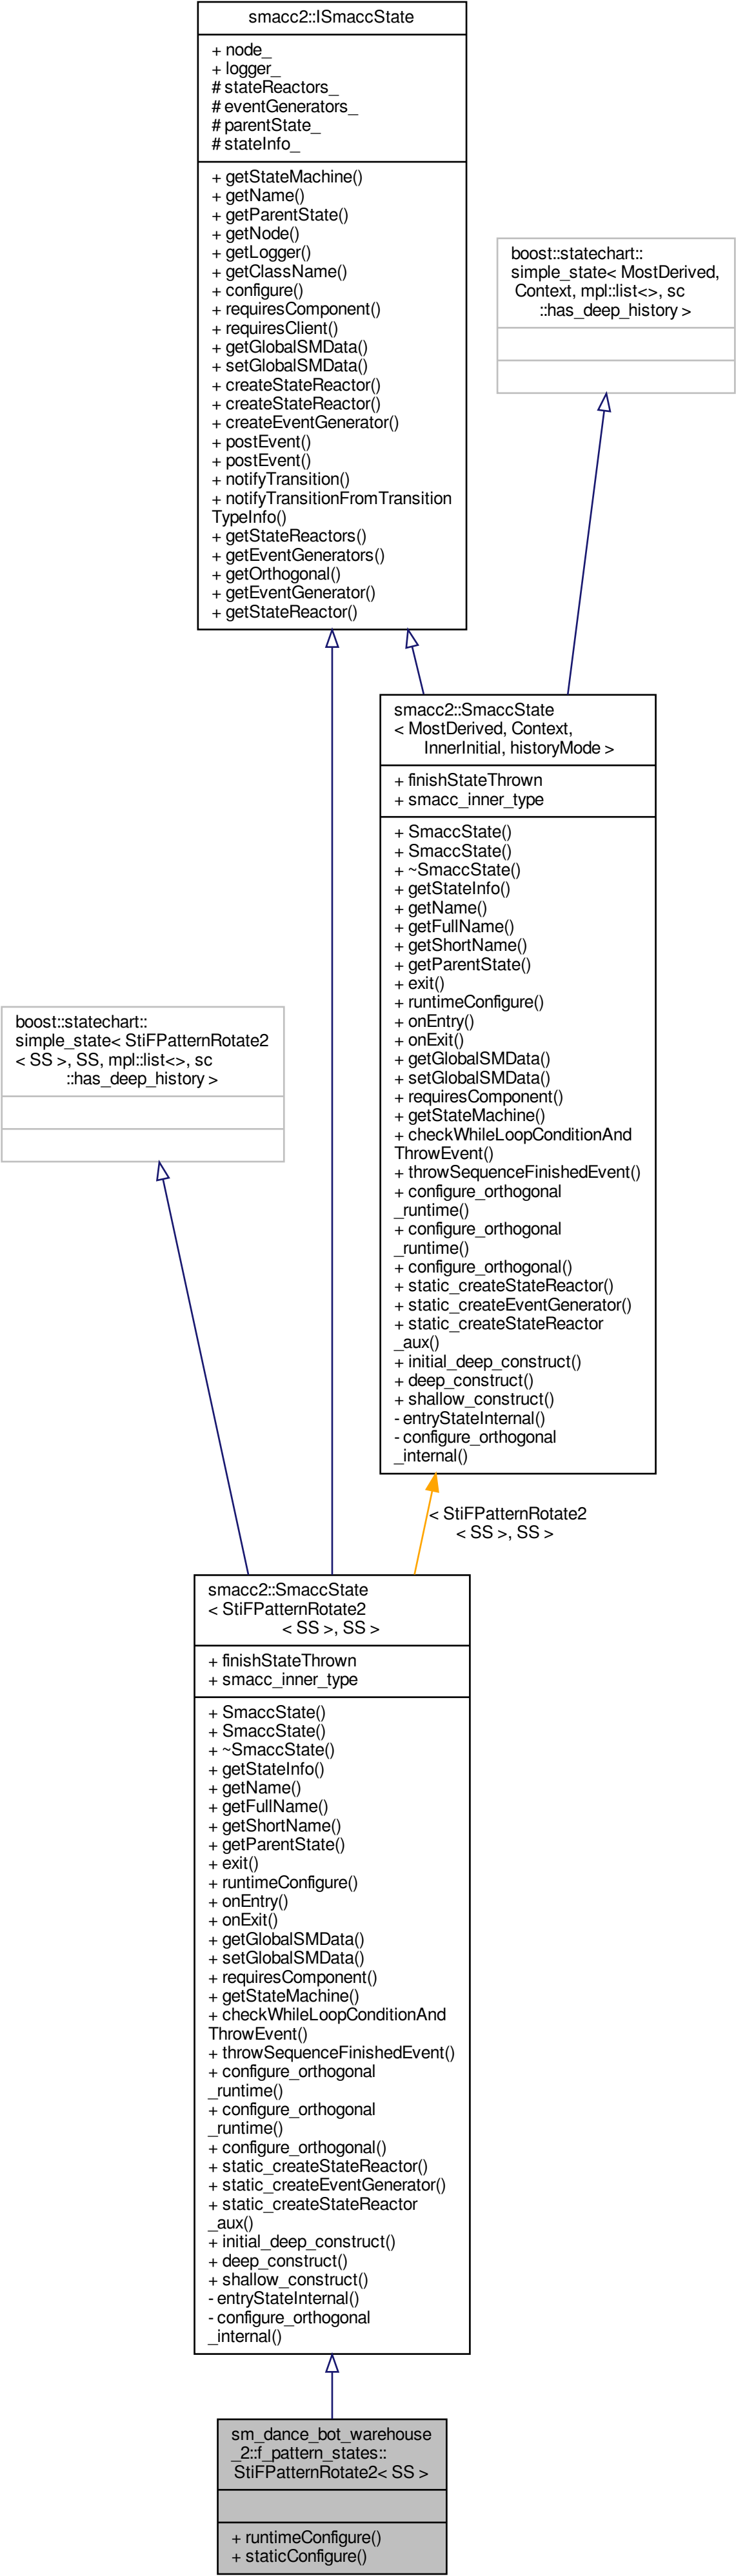 smacc2::ISmaccState
+ node_
+ logger_
# stateReactors_
# eventGenerators_
# parentState_
# stateInfo_
+ getStateMachine()
+ getName()
+ getParentState()
+ getNode()
+ getLogger()
+ getClassName()
+ configure()
+ requiresComponent()
+ requiresClient()
+ getGlobalSMData()
+ setGlobalSMData()
+ createStateReactor()
+ createStateReactor()
+ createEventGenerator()
+ postEvent()
+ postEvent()
+ notifyTransition()
+ notifyTransitionFromTransition
TypeInfo()
+ getStateReactors()
+ getEventGenerators()
+ getOrthogonal()
+ getEventGenerator()
+ getStateReactor()
boost::statechart::
simple_state< MostDerived,
Context, mpl::list<>, sc
::has_deep_history >
smacc2::SmaccState
< MostDerived, Context,
InnerInitial, historyMode >
+ finishStateThrown
+ smacc_inner_type
+ SmaccState()
+ SmaccState()
+ ~SmaccState()
+ getStateInfo()
+ getName()
+ getFullName()
+ getShortName()
+ getParentState()
+ exit()
+ runtimeConfigure()
+ onEntry()
+ onExit()
+ getGlobalSMData()
+ setGlobalSMData()
+ requiresComponent()
+ getStateMachine()
+ checkWhileLoopConditionAnd
ThrowEvent()
+ throwSequenceFinishedEvent()
+ configure_orthogonal
_runtime()
+ configure_orthogonal
_runtime()
+ configure_orthogonal()
+ static_createStateReactor()
+ static_createEventGenerator()
+ static_createStateReactor
_aux()
+ initial_deep_construct()
+ deep_construct()
+ shallow_construct()
- entryStateInternal()
- configure_orthogonal
_internal()
boost::statechart::
simple_state< StiFPatternRotate2
< SS >, SS, mpl::list<>, sc
::has_deep_history >
< StiFPatternRotate2
< SS >, SS >
smacc2::SmaccState
< StiFPatternRotate2
< SS >, SS >
+ finishStateThrown
+ smacc_inner_type
+ SmaccState()
+ SmaccState()
+ ~SmaccState()
+ getStateInfo()
+ getName()
+ getFullName()
+ getShortName()
+ getParentState()
+ exit()
+ runtimeConfigure()
+ onEntry()
+ onExit()
+ getGlobalSMData()
+ setGlobalSMData()
+ requiresComponent()
+ getStateMachine()
+ checkWhileLoopConditionAnd
ThrowEvent()
+ throwSequenceFinishedEvent()
+ configure_orthogonal
_runtime()
+ configure_orthogonal
_runtime()
+ configure_orthogonal()
+ static_createStateReactor()
+ static_createEventGenerator()
+ static_createStateReactor
_aux()
+ initial_deep_construct()
+ deep_construct()
+ shallow_construct()
- entryStateInternal()
- configure_orthogonal
_internal()
sm_dance_bot_warehouse
_2::f_pattern_states::
StiFPatternRotate2< SS >
+ runtimeConfigure()
+ staticConfigure()